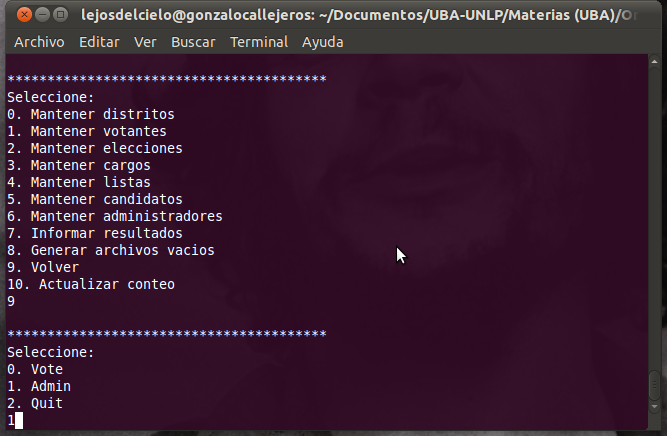 lejosdelcielo@gonzalocallejeros: ~/Documentos/UBA-UNLP/Materias (UBA)/Or
Archivo Editar Ver Buscar Terminal Ayuda
****************************************
Seleccione:
0. Mantener distritos
1. Mantener votantes
2. Mantener elecciones
3. Mantener cargos
4. Mantener listas
5. Mantener candidatos
6. Mantener administradores
7. Informar resultados
8. Generar archivos vacios
9. Volver
10. Actualizar conteo
9
****************************************
Seleccione:
0. Vote
1. Admin
2. Quit
1